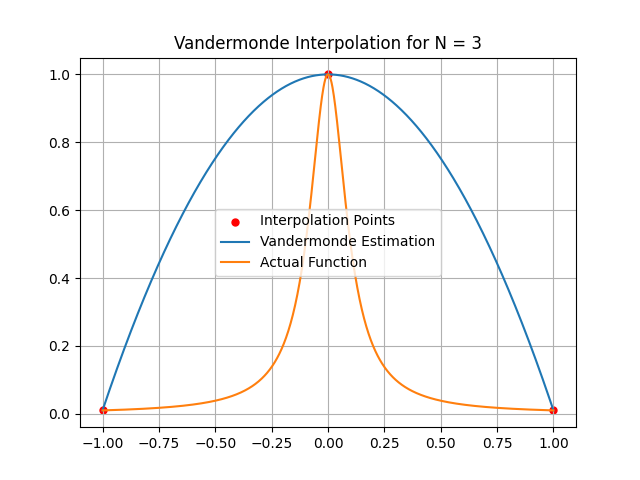 Vandermonde Interpolation for N = 3
1.0
0.8
0.6
0.4
0.2
0.0
Interpolation Points
Vandermonde Estimation
Actual Function
−1.00 −0.75 −0.50 −0.25 0.00 0.25 0.50 0.75 1.00